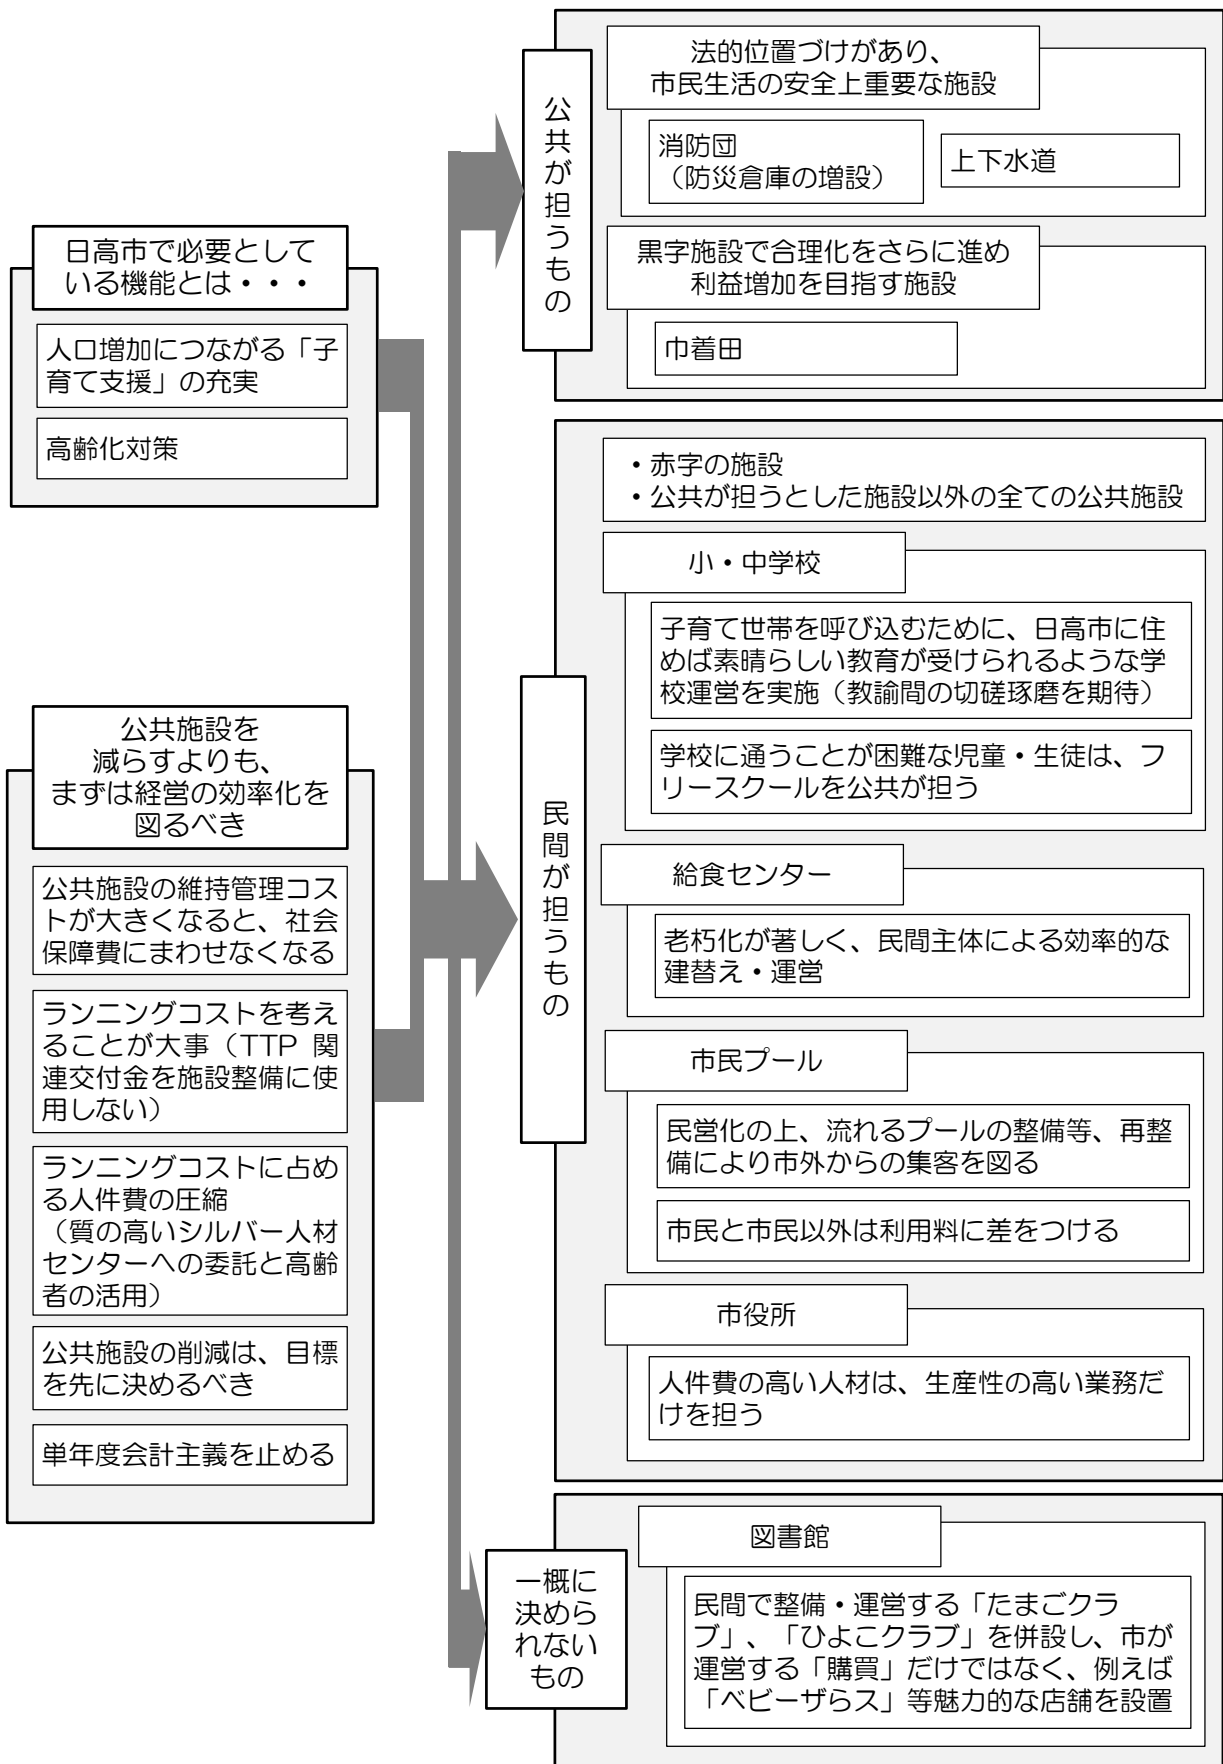 日高市で必要として
いる機能とは・・・
人口増加につながる「子
育て支援」の充実
高齢化対策
公共施設を
減らすよりも、
まずは経営の効率化を
図るべき
公共施設の維持管理コス
トが大きくなると、社会
保障費にまわせなくなる
ランニングコストを考え
ることが大事（TTP 関
連交付金を施設整備に使
用しない）
ランニングコストに占め
る人件費の圧縮
（質の高いシルバー人材
センターへの委託と高齢
者の活用）
公共施設の削減は、目標
を先に決めるべき
単年度会計主義を止める
公共が担うもの
法的位置づけがあり、
市民生活の安全上重要な施設
消防団
（防災倉庫の増設）
上下水道
黒字施設で合理化をさらに進め
利益増加を目指す施設
巾着田
民間が担うもの
・赤字の施設
・公共が担うとした施設以外の全ての公共施設
小・中学校
子育て世帯を呼び込むために、日高市に住
めば素晴らしい教育が受けられるような学
校運営を実施（教諭間の切磋琢磨を期待）
学校に通うことが困難な児童・生徒は、フ
リースクールを公共が担う
給食センター
老朽化が著しく、民間主体による効率的な
建替え・運営
市民プール
民営化の上、流れるプールの整備等、再整
備により市外からの集客を図る
市民と市民以外は利用料に差をつける
市役所
人件費の高い人材は、生産性の高い業務だ
けを担う
一概に
決めら
れない
もの
図書館
民間で整備・運営する「たまごクラ
ブ」、「ひよこクラブ」を併設し、市が
運営する「購買」だけではなく、例えば
「ベビーザらス」等魅力的な店舗を設置